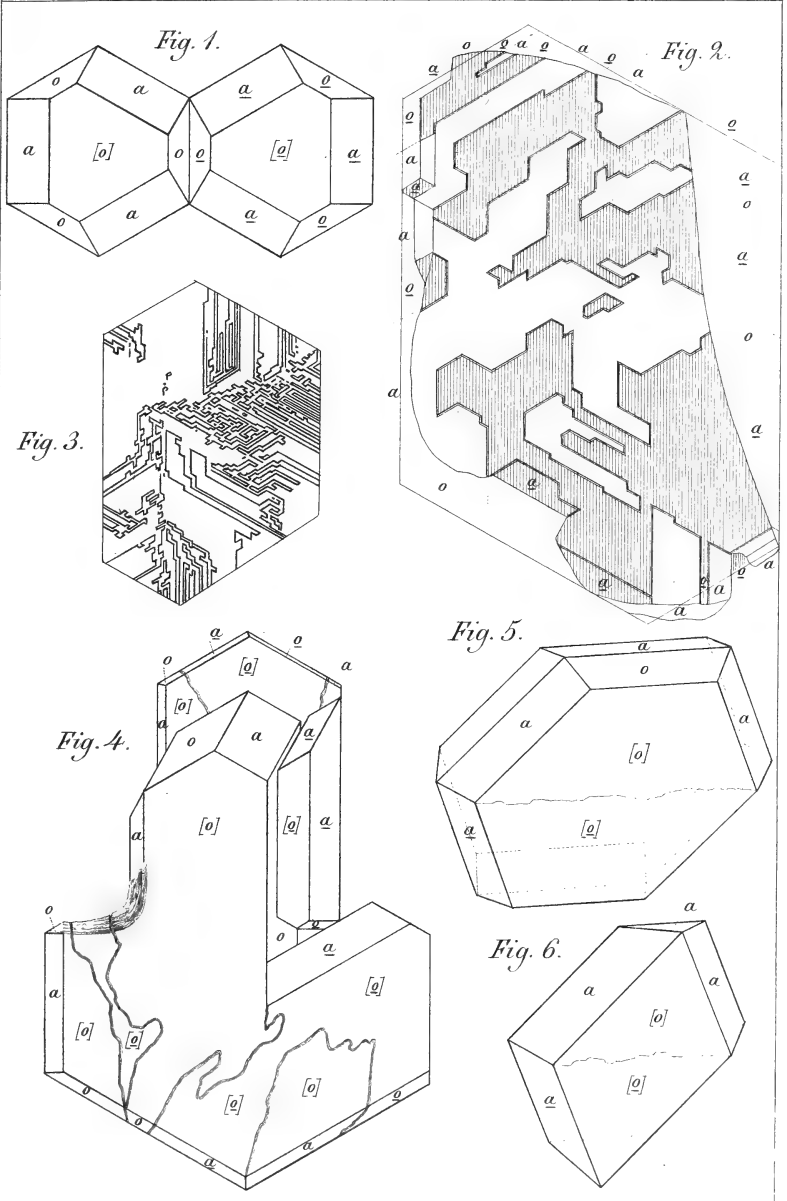 Fig. 1.
o a <u>a</u> <u>o</u>
a [o] o <u>o</u> [<u>o</u>] <u>a</u>
o a <u>a</u> <u>o</u>
Fig. 2.
<u>a</u> o <u>o</u> a <u>o</u> a <u>o</u> a
<u>o</u> <u>o</u>
a <u>a</u>
<u>a</u> o
a <u>a</u>
<u>o</u> o
a <u>a</u>
o <u>a</u>
<u>a</u> <u>o</u> a <u>o</u> a
a
Fig. 3.
Fig. 4.
o <u>a</u> o a
[o] [<u>o</u>]
a o a <u>a</u>
a [o] [<u>o</u>] <u>a</u>
o o <u>o</u>
<u>a</u>
a [<u>o</u>]
[o] [<u>o</u>]
o [<u>o</u>] [o] <u>o</u>
o <u>a</u> a
Fig. 5.
a
o
a a
[o]
<u>a</u> [<u>o</u>]
Fig. 6.
a
a a
[o]
<u>a</u> [<u>o</u>]